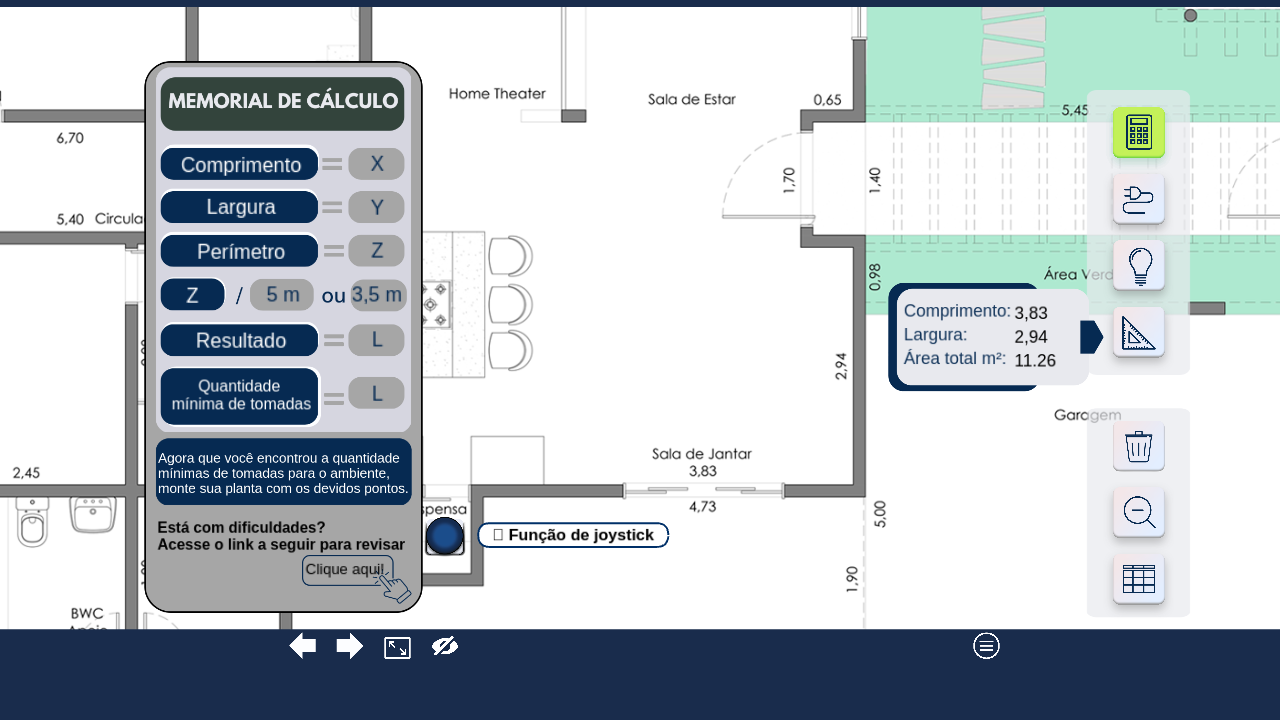 MEMORIAL DE CÁLCULO
Comprimento = X
Largura = Y
Perímetro = Z
Z / 5 m ou 3,5 m
Resultado = L
Quantidade
mínima de tomadas = L
Agora que você encontrou a quantidade
mínimas de tomadas para o ambiente,
monte sua planta com os devidos pontos.
Está com dificuldades?
Acesse o link a seguir para revisar
Clique aqui!
6,70
5,40 Circula
2,45
BWC
Home Theater
Sala de Estar
0,65
1,70
1,40
5,45
0,98
Área Verd
Comprimento: 3,83
Largura: 2,94
Área total m²: 11.26
2,94
Garagem
Sala de Jantar
3,83
4,73
5,00
1,90
spensa
Função de joystick